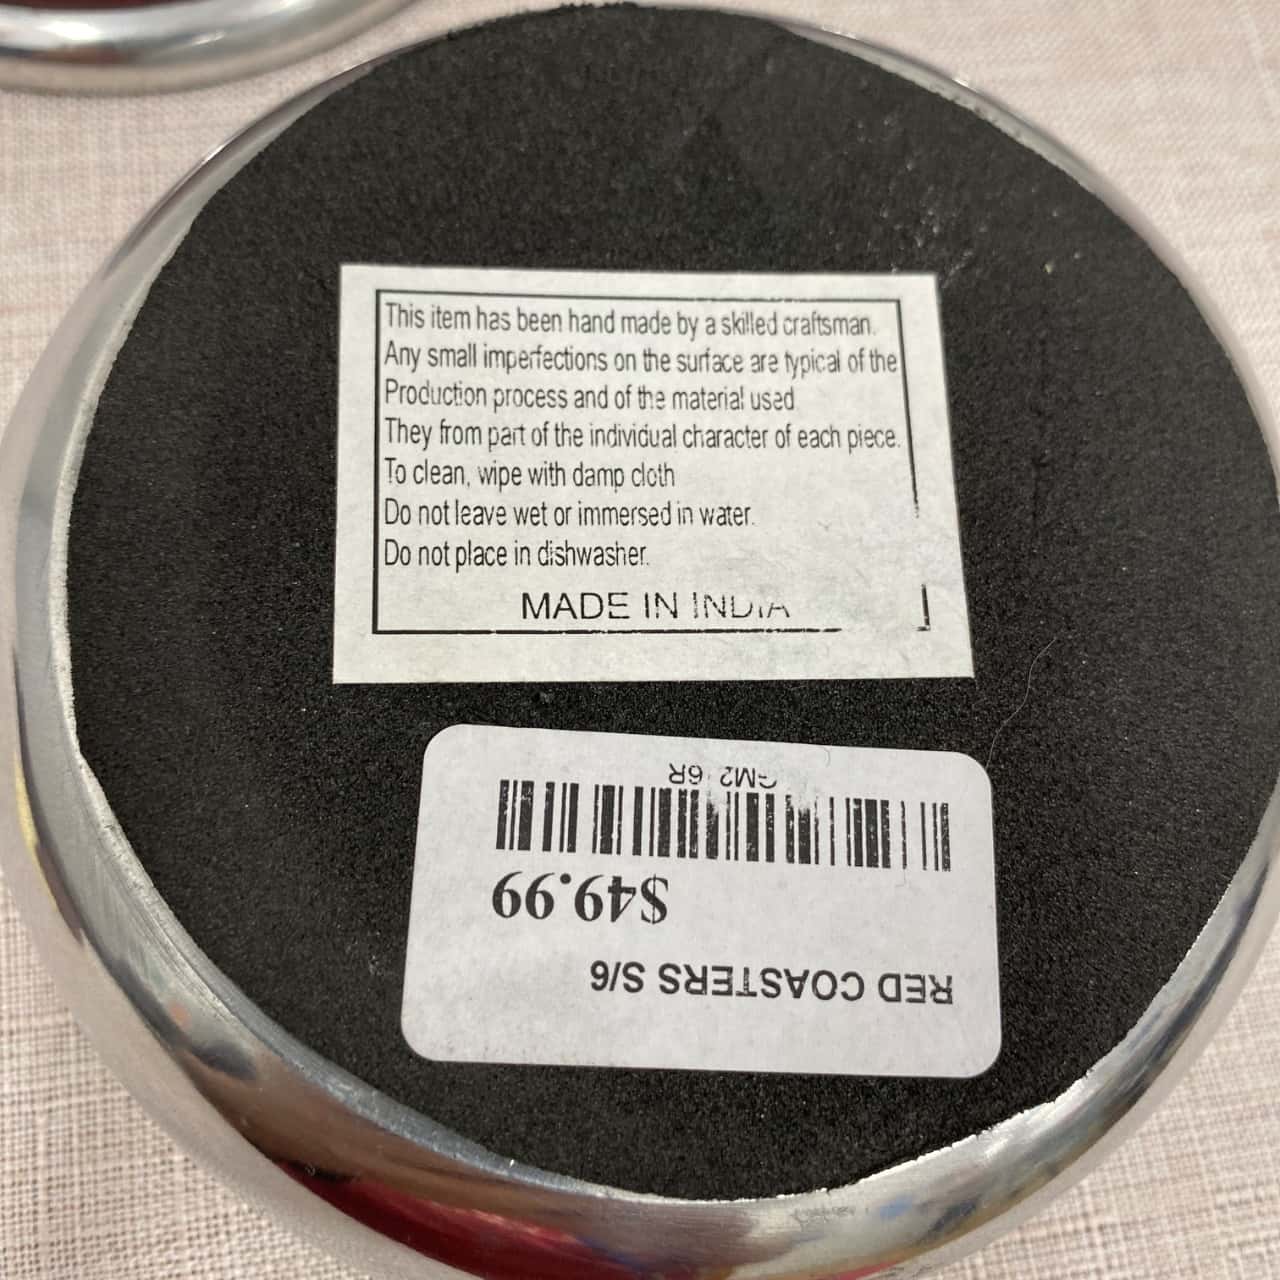 This item has been hand made by a skilled craftsman.
Any small imperfections on the surface are typical of the
Production process and of the material used
They from part of the individual character of each piece.
To clean, wipe with damp cloth
Do not leave wet or immersed in water.
Do not place in dishwasher.
MADE IN INDIA
RED COASTERS S/6
$49.99
6R